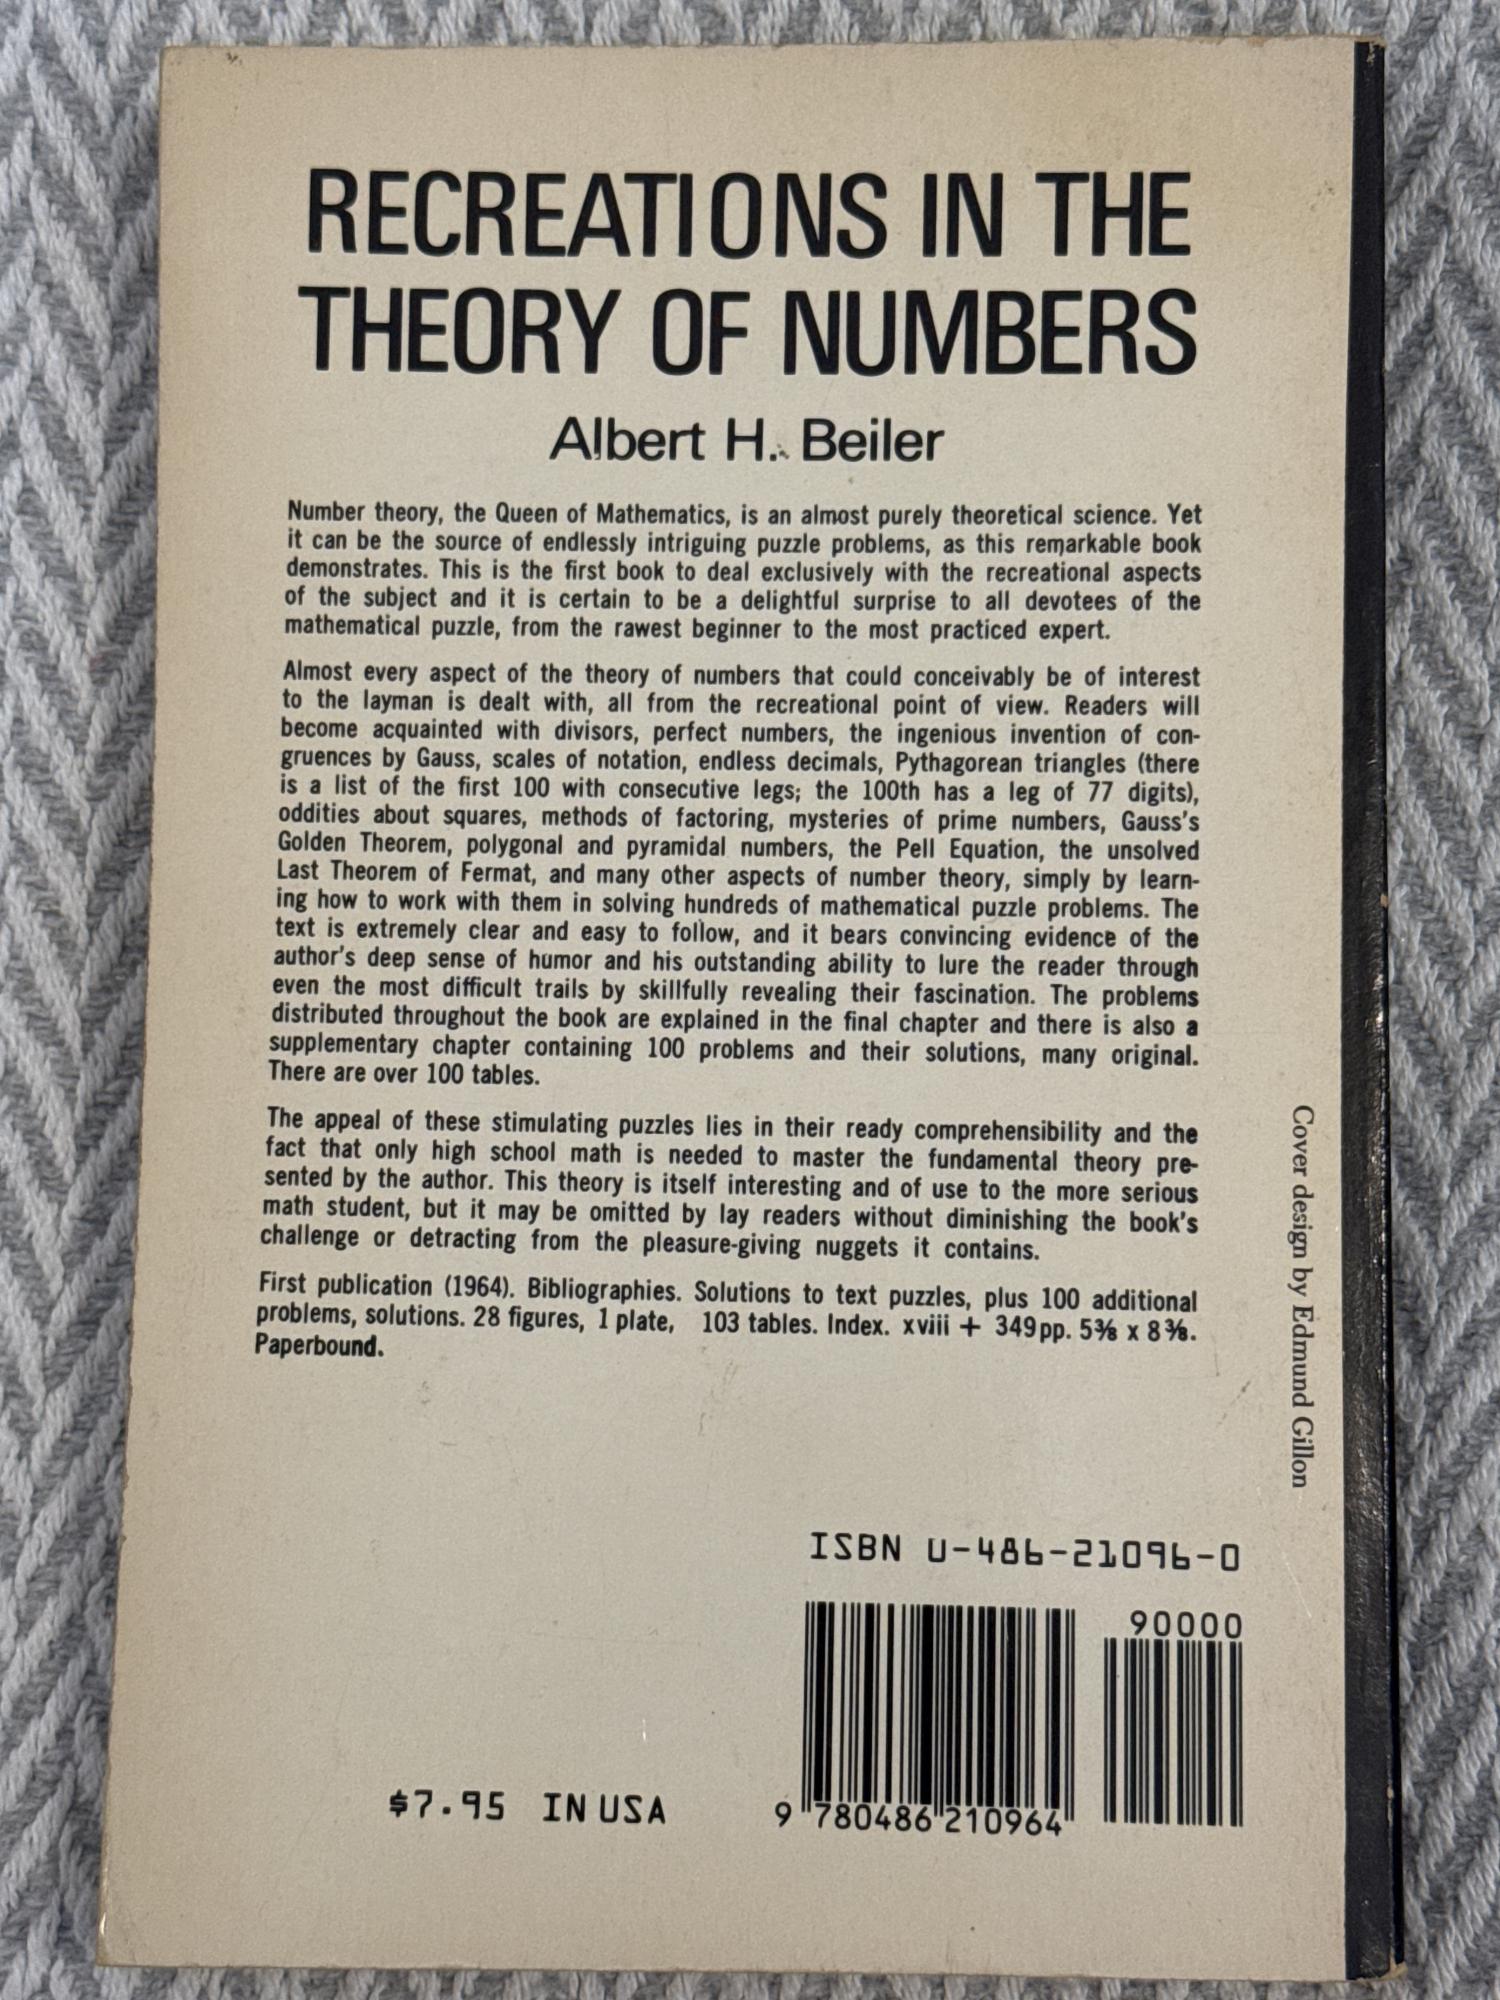 RECREATIONS IN THE
THEORY OF NUMBERS
Albert H. Beiler
Number theory, the Queen of Mathematics, is an almost purely theoretical science. Yet
it can be the source of endlessly intriguing puzzle problems, as this remarkable book
demonstrates. This is the first book to deal exclusively with the recreational aspects
of the subject and it is certain to be a delightful surprise to all devotees of the
mathematical puzzle, from the rawest beginner to the most practiced expert.
Almost every aspect of the theory of numbers that could conceivably be of interest
to the layman is dealt with, all from the recreational point of view. Readers will
become acquainted with divisors, perfect numbers, the ingenious invention of con-
gruences by Gauss, scales of notation, endless decimals, Pythagorean triangles (there
is a list of the first 100 with consecutive legs; the 100th has a leg of 77 digits),
oddities about squares, methods of factoring, mysteries of prime numbers, Gauss's
Golden Theorem, polygonal and pyramidal numbers, the Pell Equation, the unsolved
Last Theorem of Fermat, and many other aspects of number theory, simply by learn-
ing how to work with them in solving hundreds of mathematical puzzle problems. The
text is extremely clear and easy to follow, and it bears convincing evidence of the
author's deep sense of humor and his outstanding ability to lure the reader through
even the most difficult trails by skillfully revealing their fascination. The problems
distributed throughout the book are explained in the final chapter and there is also a
supplementary chapter containing 100 problems and their solutions, many original.
There are over 100 tables.
The appeal of these stimulating puzzles lies in their ready comprehensibility and the
fact that only high school math is needed to master the fundamental theory pre-
sented by the author. This theory is itself interesting and of use to the more serious
math student, but it may be omitted by lay readers without diminishing the book's
challenge or detracting from the pleasure-giving nuggets it contains.
First publication (1964). Bibliographies. Solutions to text puzzles, plus 100 additional
problems, solutions. 28 figures, 1 plate, 103 tables. Index. xviii + 349pp. 5⅜ x 8⅜.
Paperbound.
Cover design by Edmund Gillon
ISBN 0-486-21096-0
90000
9 780486 210964
$7.95 IN USA